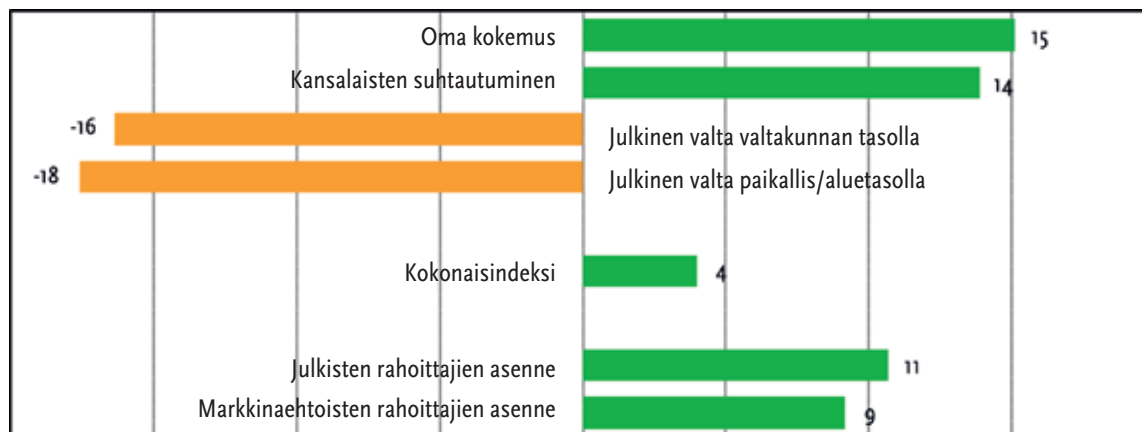 Oma kokemus 15
Kansalaisten suhtautuminen 14
-16 Julkinen valta valtakunnan tasolla
-18 Julkinen valta paikallis/aluetasolla
Kokonaisindeksi 4
Julkisten rahoittajien asenne 11
Markkinaehtoisten rahoittajien asenne 9